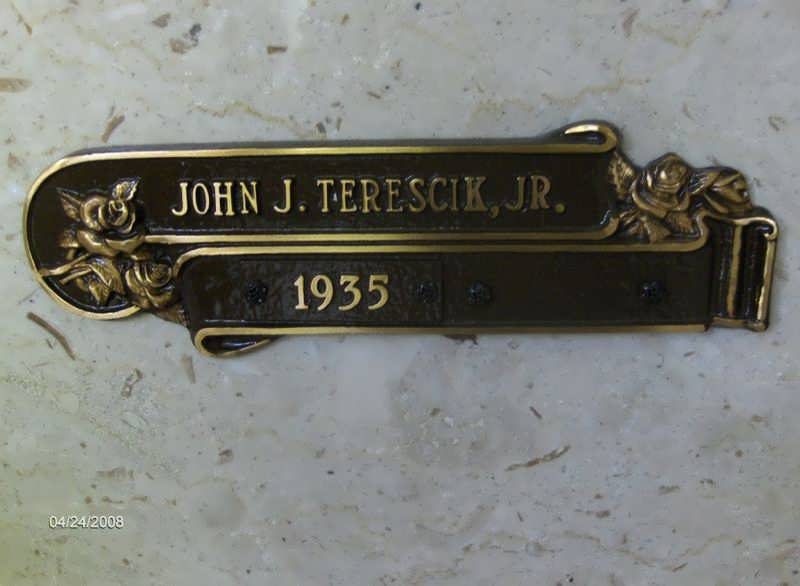 JOHN J. TERESCIK, JR.
1935
04/24/2008